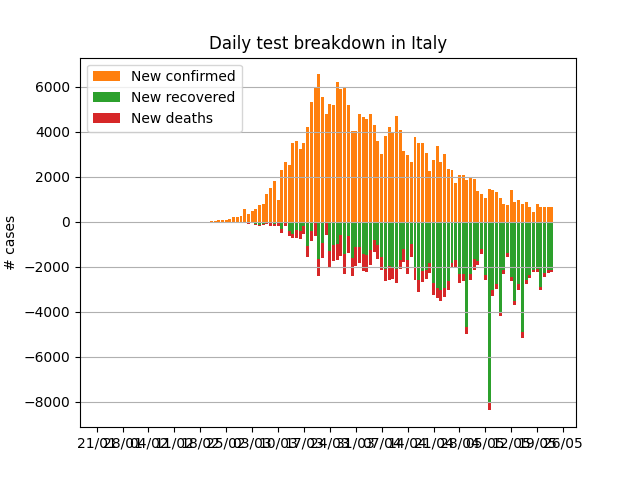 Daily test breakdown in Italy
New confirmed
New recovered
New deaths
6000
4000
2000
0
−2000
−4000
−6000
−8000
# cases
21/01 28/01 04/02 11/02 18/02 25/02 03/03 10/03 17/03 24/03 31/03 07/04 14/04 21/04 28/04 05/05 12/05 19/05 26/05